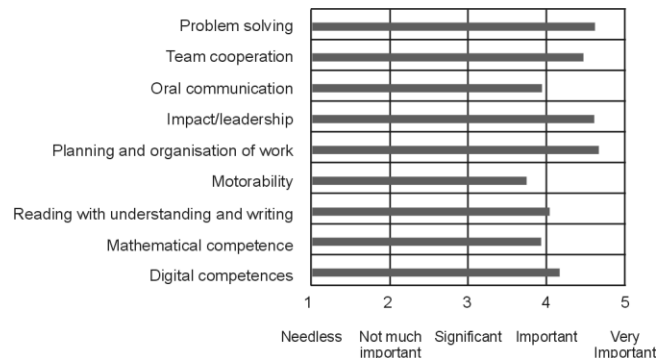 Problem solving
Team cooperation
Oral communication
Impact/leadership
Planning and organisation of work
Motorability
Reading with understanding and writing
Mathematical competence
Digital competences
1 2 3 4 5
Needless Not much important Significant Important Very Important